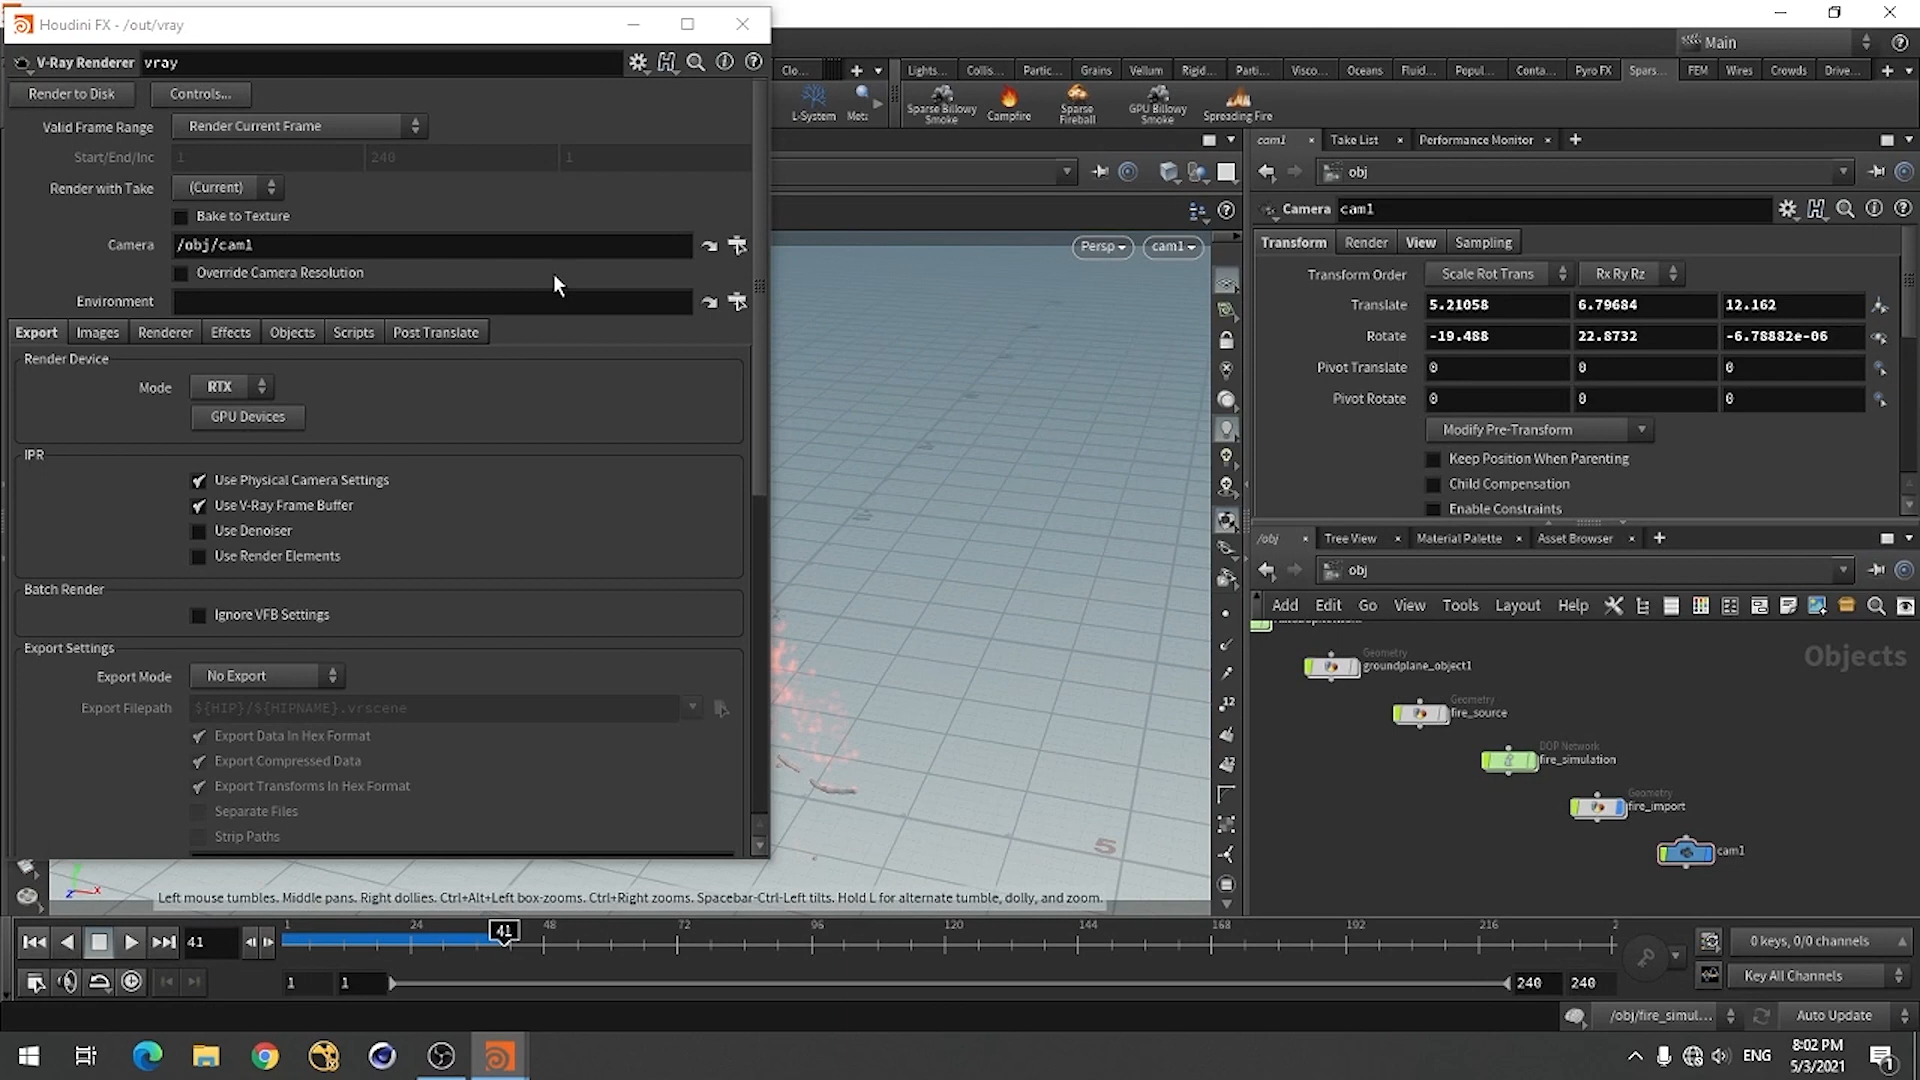 Houdini FX - /out/vray
V-Ray Renderer vray
Render to Disk Controls...
Valid Frame Range Render Current Frame
Start/End/Inc 1 240 1
Render with Take (Current)
Bake to Texture
Camera /obj/cam1
Override Camera Resolution
Environment
Export Images Renderer Effects Objects Scripts Post Translate
Render Device
Mode RTX
GPU Devices
IPR
Use Physical Camera Settings
Use V-Ray Frame Buffer
Use Denoiser
Use Render Elements
Batch Render
Ignore VFB Settings
Export Settings
Export Mode No Export
Export Filepath ${HIP}/${HIPNAME}.vrscene
Export Data In Hex Format
Export Compressed Data
Export Transforms In Hex Format
Separate Files
Strip Paths
Main
Clo... Lights... Collis... Partic... Grains Vellum Rigid... Parti... Visco... Oceans Fluid... Popul... Conta... Pyro FX Spars... FEM Wires Crowds Drive...
L-System Meta Sparse Billowy Smoke Campfire Sparse Fireball GPU Billowy Smoke Spreading Fire
Persp cam1
5
Left mouse tumbles. Middle pans. Right dollies. Ctrl+Alt+Left box-zooms. Ctrl+Right zooms. Spacebar-Ctrl-Left tilts. Hold L for alternate tumble, dolly, and zoom.
cam1 Take List Performance Monitor
obj
Camera cam1
Transform Render View Sampling
Transform Order Scale Rot Trans Rx Ry Rz
Translate 5.21058 6.79684 12.162
Rotate -19.488 22.8732 -6.78882e-06
Pivot Translate 0 0 0
Pivot Rotate 0 0 0
Modify Pre-Transform
Keep Position When Parenting
Child Compensation
Enable Constraints
/obj Tree View Material Palette Asset Browser
obj
Add Edit Go View Tools Layout Help
Objects
Geometry
groundplane_object1
Geometry
fire_source
DOP Network
fire_simulation
Geometry
fire_import
cam1
41 1 24 41 48 72 96 120 144 168 192 216 2
0 keys, 0/0 channels
1 1 240 240
Key All Channels
/obj/fire_simul... Auto Update
ENG
8:02 PM
5/3/2021
1